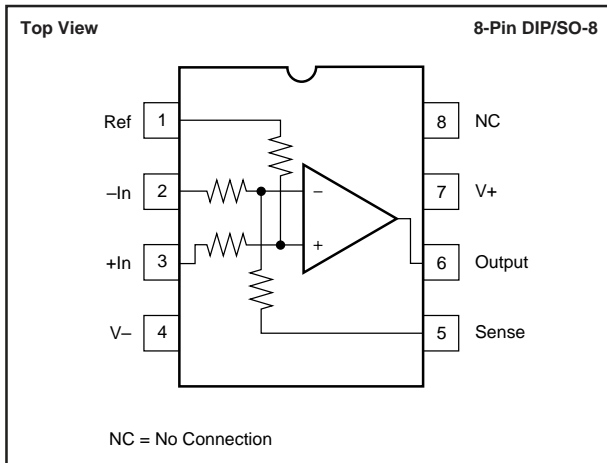 Top View
8-Pin DIP/SO-8
Ref 1
8 NC
–In 2
–
7 V+
+In 3
+
6 Output
V– 4
5 Sense
NC = No Connection